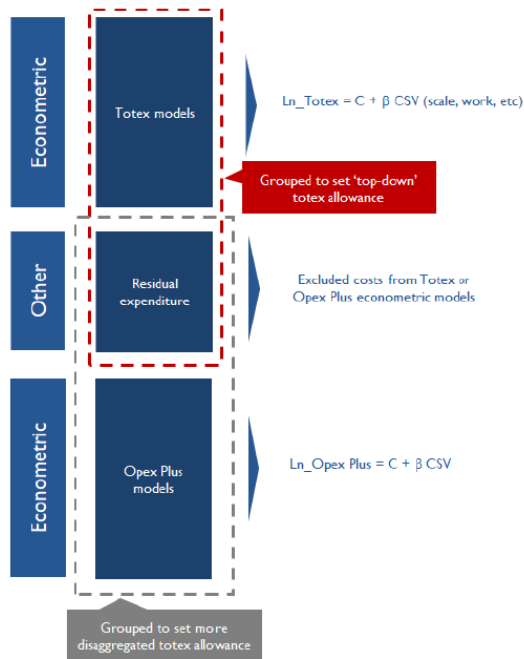 Econometric
Totex models
Ln_Totex = C + β CSV (scale, work, etc)
Grouped to set ‘top-down’
totex allowance
Other
Residual
expenditure
Excluded costs from Totex or
Opex Plus econometric models
Econometric
Opex Plus
models
Ln_Opex Plus = C + β CSV
Grouped to set more
disaggregated totex allowance